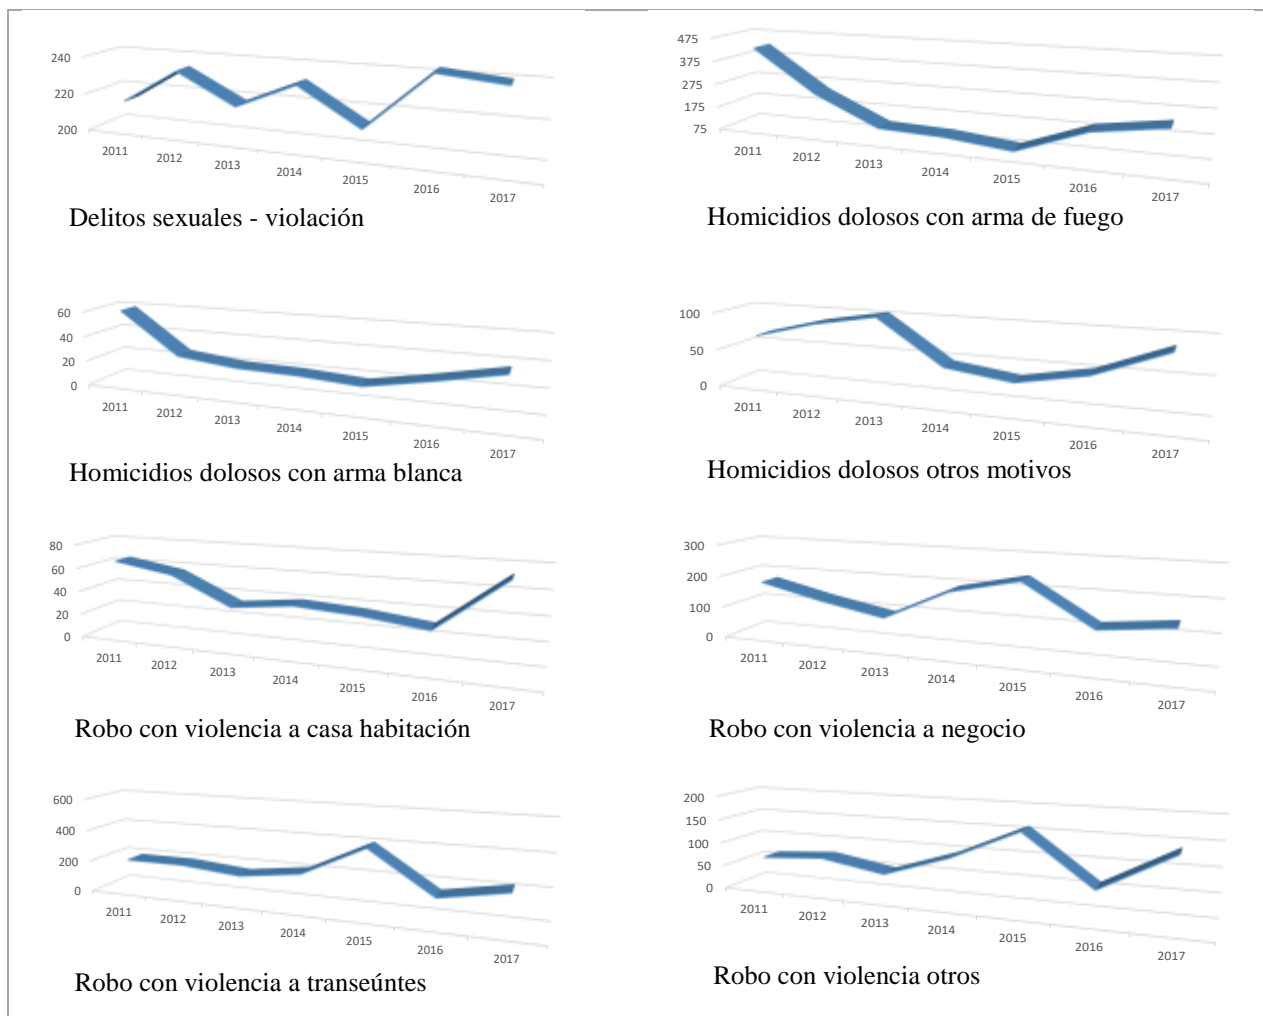 240
220
200
2011 2012 2013 2014 2015 2016 2017
Delitos sexuales - violación
475
375
275
175
75
2011 2012 2013 2014 2015 2016 2017
Homicidios dolosos con arma de fuego
60
40
20
0
2011 2012 2013 2014 2015 2016 2017
Homicidios dolosos con arma blanca
100
50
0
2011 2012 2013 2014 2015 2016 2017
Homicidios dolosos otros motivos
80
60
40
20
0
2011 2012 2013 2014 2015 2016 2017
Robo con violencia a casa habitación
300
200
100
0
2011 2012 2013 2014 2015 2016 2017
Robo con violencia a negocio
600
400
200
0
2011 2012 2013 2014 2015 2016 2017
Robo con violencia a transeúntes
200
150
100
50
0
2011 2012 2013 2014 2015 2016 2017
Robo con violencia otros